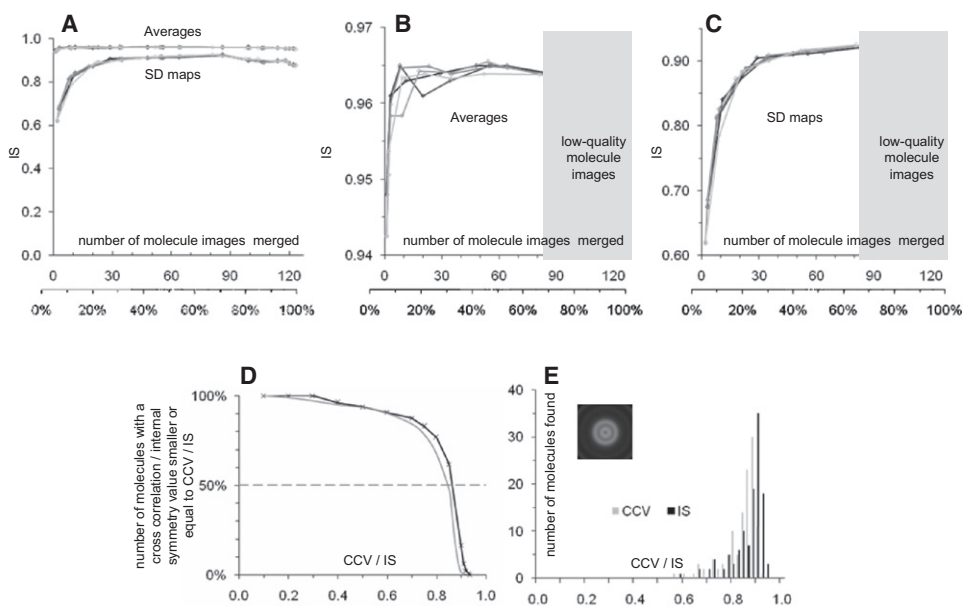 A
B
C
1.0
0.8
0.6
0.4
0.2
0.0
IS
Averages
SD maps
number of molecule images merged
0 30 60 90 120
0% 20% 40% 60% 80% 100%
0.97
0.96
0.95
0.94
IS
Averages
low-quality
molecule
images
number of molecule images merged
0 30 60 90 120
0% 20% 40% 60% 80% 100%
0.90
0.80
0.70
0.60
IS
SD maps
low-quality
molecule
images
number of molecule images merged
0 30 60 90 120
0% 20% 40% 60% 80% 100%
D
number of molecules with a
cross correlation / internal
symmetry value smaller or
equal to CCV / IS
100%
50%
0%
CCV / IS
0.0 0.2 0.4 0.6 0.8 1.0
E
number of molecules found
40
30
20
10
0
CCV IS
CCV / IS
0.0 0.2 0.4 0.6 0.8 1.0